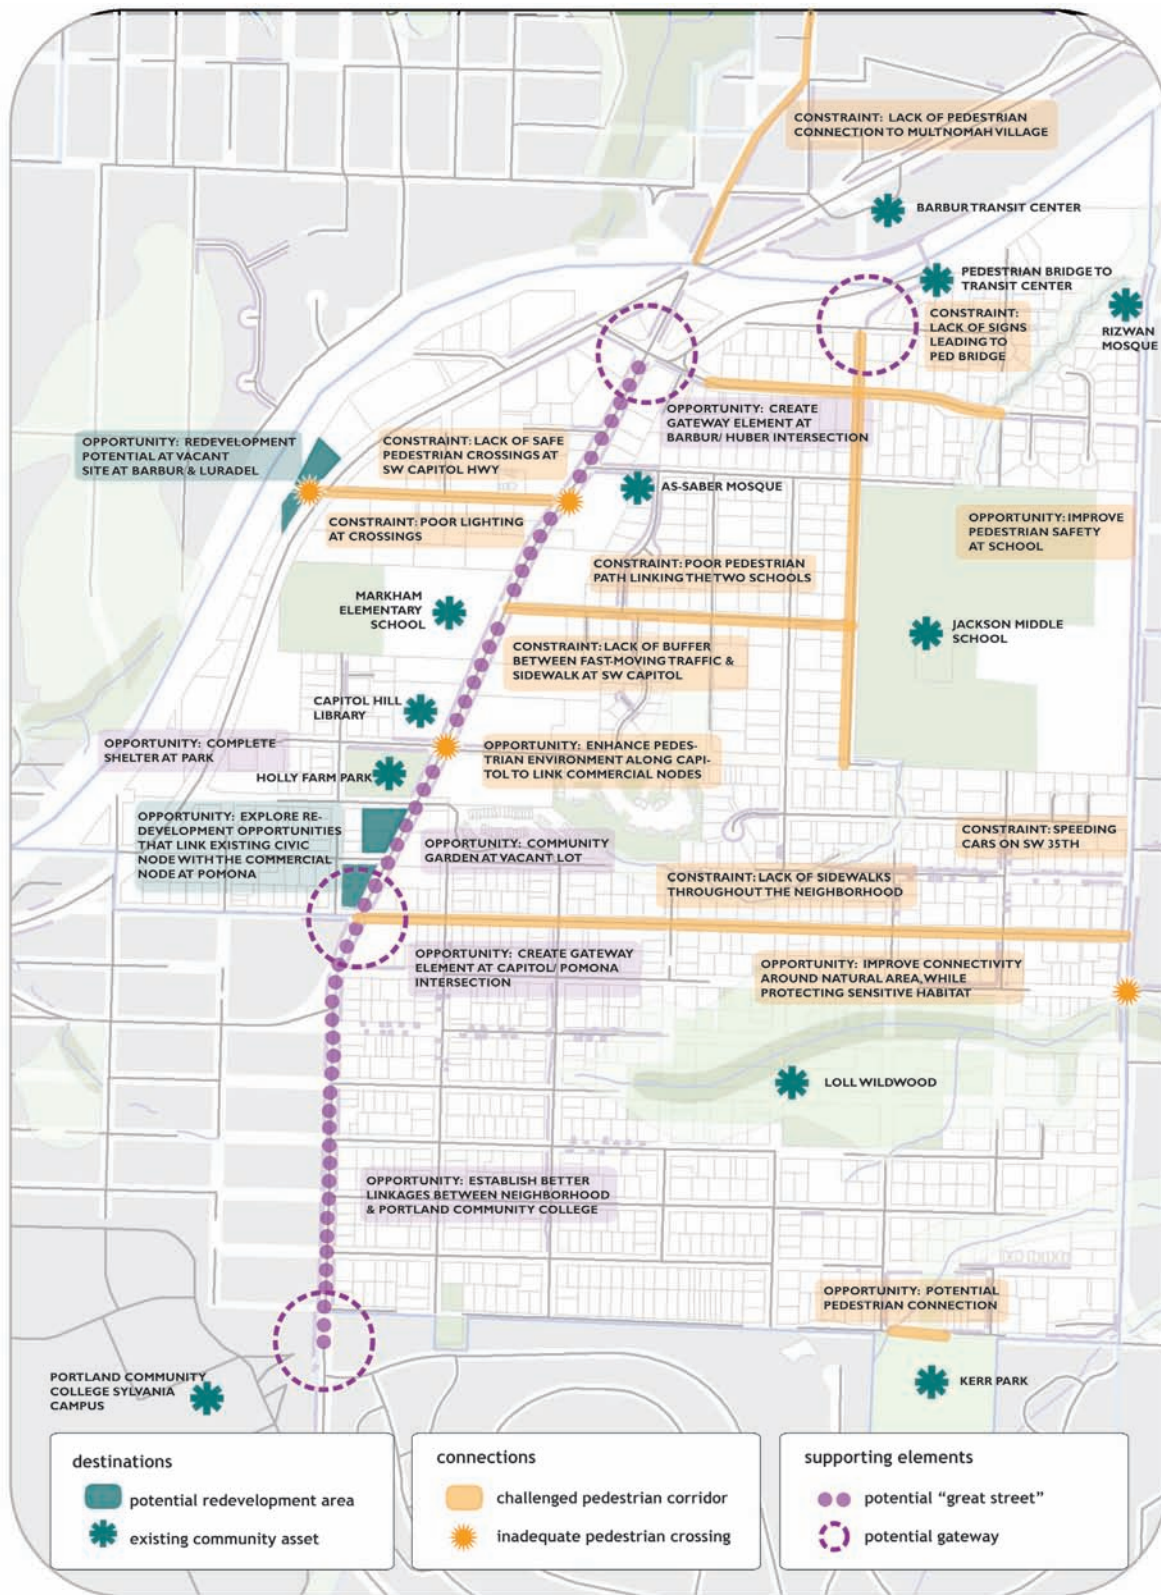 CONSTRAINT: LACK OF PEDESTRIAN
CONNECTION TO MULTNOMAH VILLAGE
BARBUR TRANSIT CENTER
PEDESTRIAN BRIDGE TO
TRANSIT CENTER
CONSTRAINT:
LACK OF SIGNS
LEADING TO
PED BRIDGE
RIZWAN
MOSQUE
OPPORTUNITY: CREATE
GATEWAY ELEMENT AT
BARBUR/ HUBER INTERSECTION
OPPORTUNITY: REDEVELOPMENT
POTENTIAL AT VACANT
SITE AT BARBUR & LURADEL
CONSTRAINT: LACK OF SAFE
PEDESTRIAN CROSSINGS AT
SW CAPITOL HWY
AS-SABER MOSQUE
CONSTRAINT: POOR LIGHTING
AT CROSSINGS
OPPORTUNITY: IMPROVE
PEDESTRIAN SAFETY
AT SCHOOL
CONSTRAINT: POOR PEDESTRIAN
PATH LINKING THE TWO SCHOOLS
MARKHAM
ELEMENTARY
SCHOOL
JACKSON MIDDLE
SCHOOL
CONSTRAINT: LACK OF BUFFER
BETWEEN FAST-MOVING TRAFFIC &
SIDEWALK AT SW CAPITOL
CAPITOL HILL
LIBRARY
OPPORTUNITY: COMPLETE
SHELTER AT PARK
OPPORTUNITY: ENHANCE PEDES-
TRIAN ENVIRONMENT ALONG CAPI-
TOL TO LINK COMMERCIAL NODES
HOLLY FARM PARK
OPPORTUNITY: EXPLORE RE-
DEVELOPMENT OPPORTUNITIES
THAT LINK EXISTING CIVIC
NODE WITH THE COMMERCIAL
NODE AT POMONA
OPPORTUNITY: COMMUNITY
GARDEN AT VACANT LOT
CONSTRAINT: SPEEDING
CARS ON SW 35TH
CONSTRAINT: LACK OF SIDEWALKS
THROUGHOUT THE NEIGHBORHOOD
OPPORTUNITY: CREATE GATEWAY
ELEMENT AT CAPITOL/ POMONA
INTERSECTION
OPPORTUNITY: IMPROVE CONNECTIVITY
AROUND NATURAL AREA, WHILE
PROTECTING SENSITIVE HABITAT
LOLL WILDWOOD
OPPORTUNITY: ESTABLISH BETTER
LINKAGES BETWEEN NEIGHBORHOOD
& PORTLAND COMMUNITY COLLEGE
OPPORTUNITY: POTENTIAL
PEDESTRIAN CONNECTION
PORTLAND COMMUNITY
COLLEGE SYLVANIA
CAMPUS
KERR PARK
destinations
potential redevelopment area
existing community asset
connections
challenged pedestrian corridor
inadequate pedestrian crossing
supporting elements
potential “great street”
potential gateway